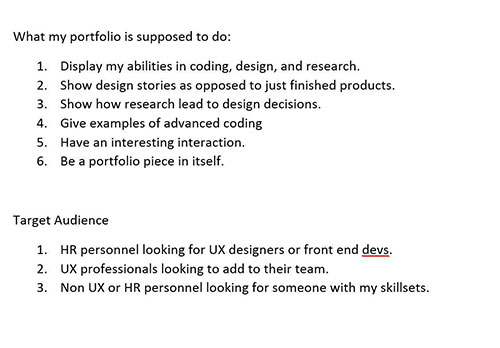 What my portfolio is supposed to do:
1. Display my abilities in coding, design, and research.
2. Show design stories as opposed to just finished products.
3. Show how research lead to design decisions.
4. Give examples of advanced coding
5. Have an interesting interaction.
6. Be a portfolio piece in itself.
Target Audience
1. HR personnel looking for UX designers or front end devs.
2. UX professionals looking to add to their team.
3. Non UX or HR personnel looking for someone with my skillsets.